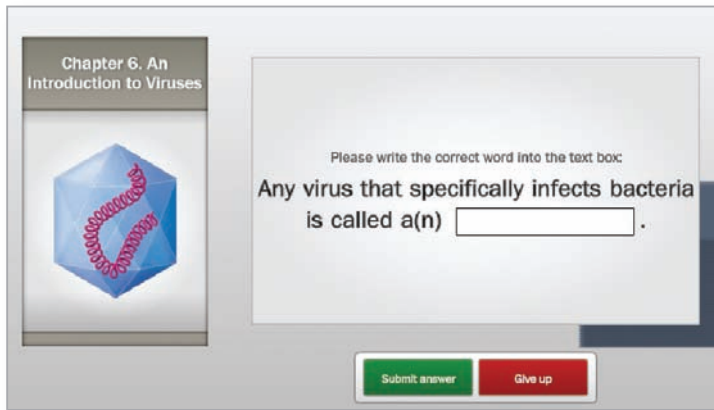 Chapter 6. An
Introduction to Viruses
Please write the correct word into the text box:
Any virus that specifically infects bacteria
is called a(n) .
Submit answer
Give up